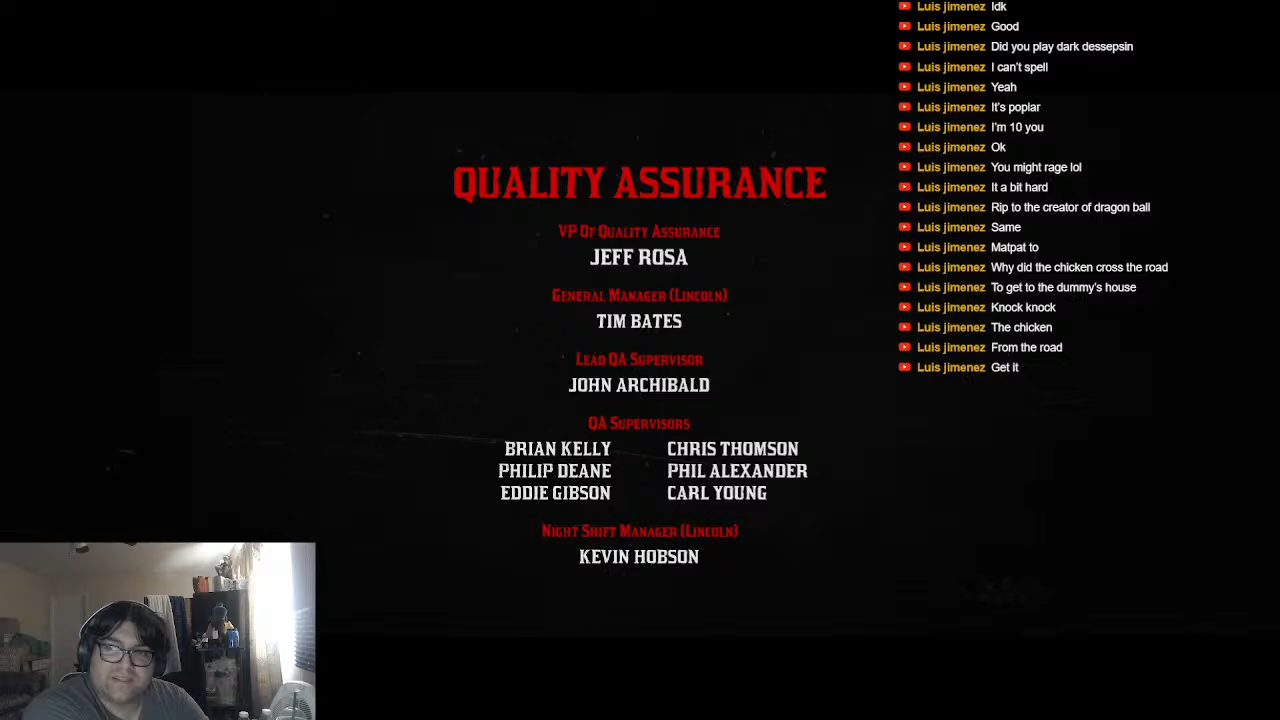 QUALITY ASSURANCE
VP OF QUALITY ASSURANCE
JEFF ROSA
GENERAL MANAGER (LINCOLN)
TIM BATES
LEAD QA SUPERVISOR
JOHN ARCHIBALD
QA SUPERVISORS
BRIAN KELLY CHRIS THOMSON
PHILIP DEANE PHIL ALEXANDER
EDDIE GIBSON CARL YOUNG
NIGHT SHIFT MANAGER (LINCOLN)
KEVIN HOBSON
Luis jimenez Idk
Luis jimenez Good
Luis jimenez Did you play dark dessepsin
Luis jimenez I can't spell
Luis jimenez Yeah
Luis jimenez It's poplar
Luis jimenez I'm 10 you
Luis jimenez Ok
Luis jimenez You might rage lol
Luis jimenez It a bit hard
Luis jimenez Rip to the creator of dragon ball
Luis jimenez Same
Luis jimenez Matpat to
Luis jimenez Why did the chicken cross the road
Luis jimenez To get to the dummy's house
Luis jimenez Knock knock
Luis jimenez The chicken
Luis jimenez From the road
Luis jimenez Get it